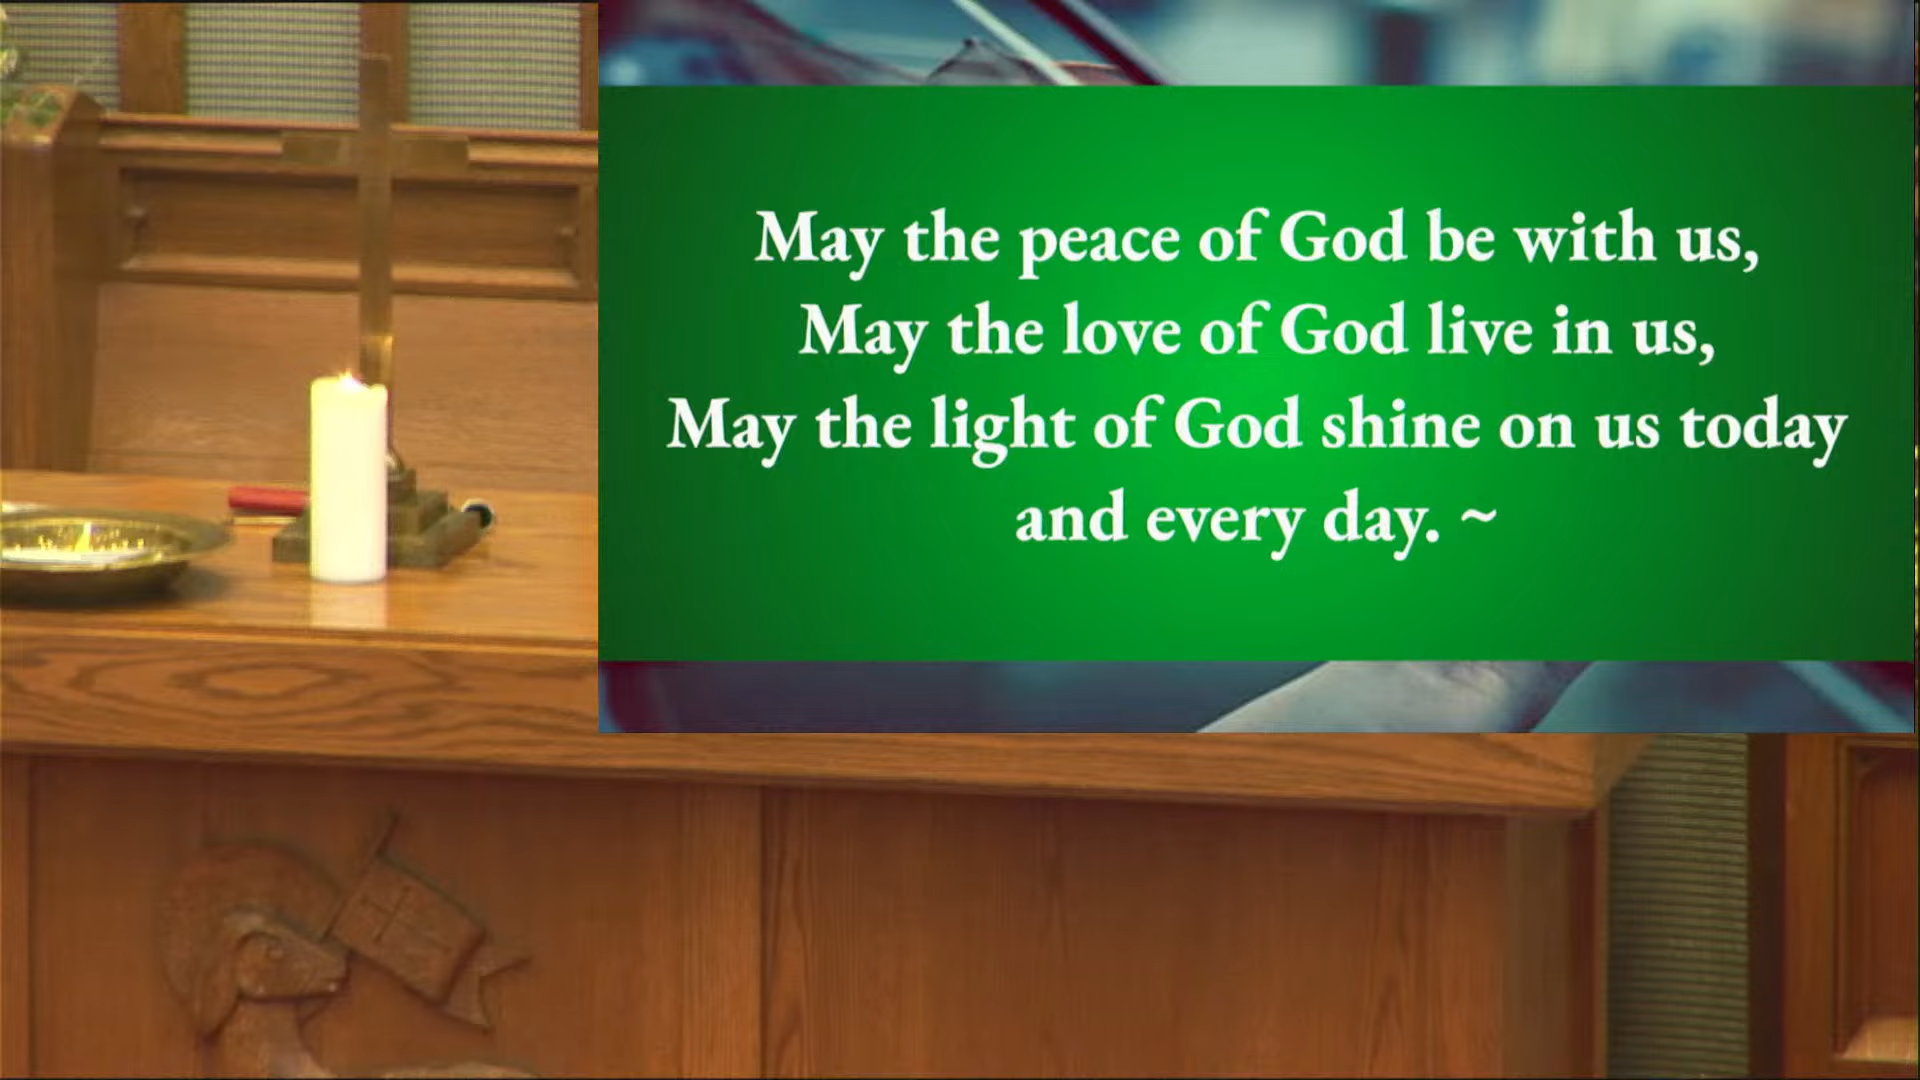 May the peace of God be with us,
May the love of God live in us,
May the light of God shine on us today
and every day. ~